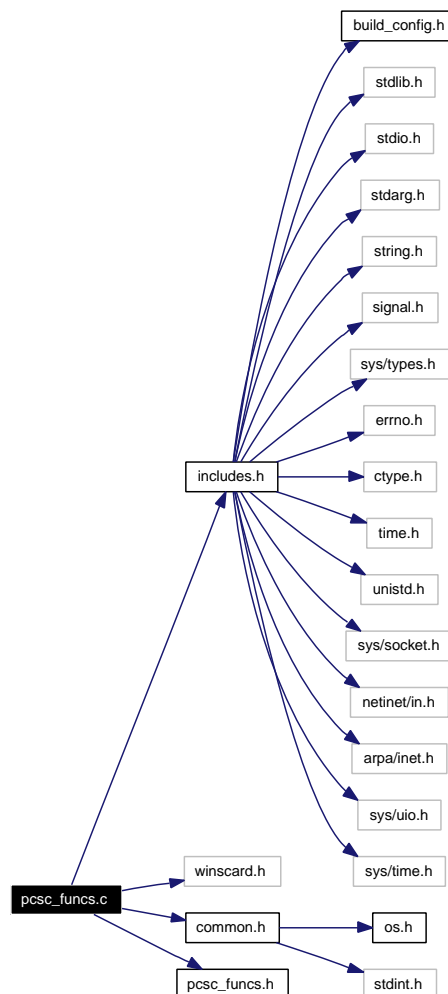 build_config.h
stdlib.h
stdio.h
stdarg.h
string.h
signal.h
sys/types.h
errno.h
includes.h
ctype.h
time.h
unistd.h
sys/socket.h
netinet/in.h
arpa/inet.h
sys/uio.h
winscard.h
sys/time.h
pcsc_funcs.c
common.h
os.h
pcsc_funcs.h
stdint.h